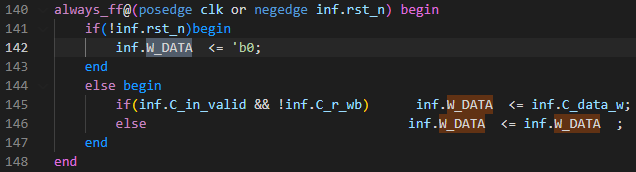 140 always_ff@(posedge clk or negedge inf.rst_n) begin
141 if(!inf.rst_n)begin
142 inf.W_DATA <= 'b0;
143 end
144 else begin
145 if(inf.C_in_valid && !inf.C_r_wb) inf.W_DATA <= inf.C_data_w;
146 else inf.W_DATA <= inf.W_DATA ;
147 end
148 end